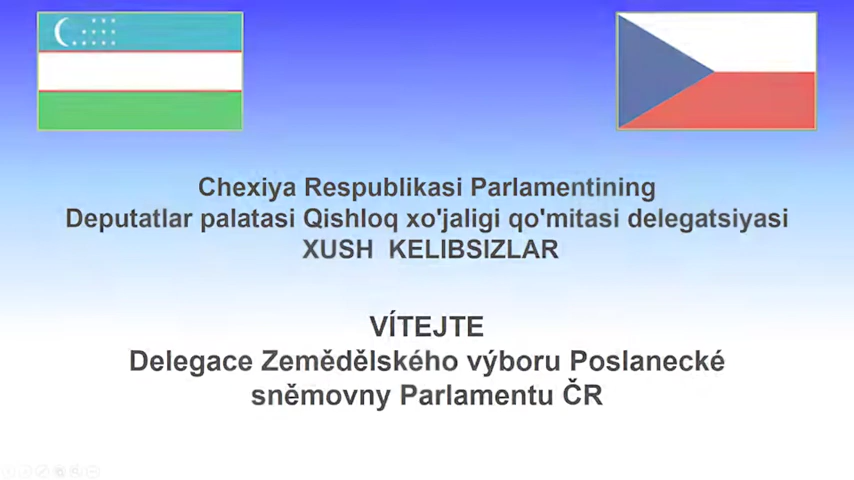 Chexiya Respublikasi Parlamentining
Deputatlar palatasi Qishloq xo'jaligi qo'mitasi delegatsiyasi
XUSH KELIBSIZLAR
VÍTEJTE
Delegace Zemědělského výboru Poslanecké
sněmovny Parlamentu ČR